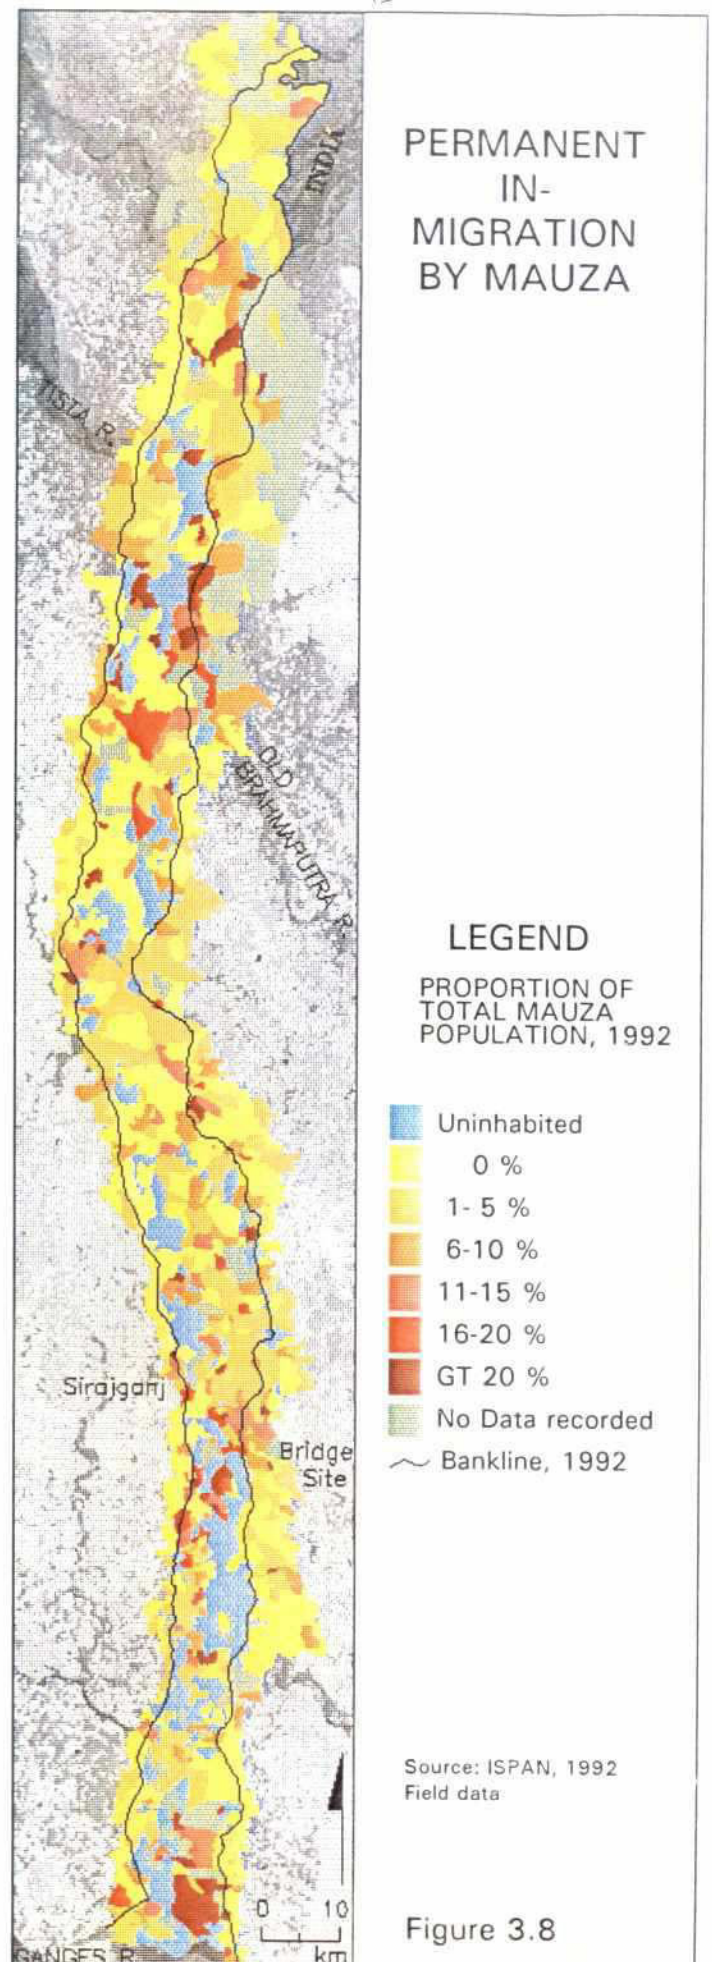 PERMANENT
IN-
MIGRATION
BY MAUZA
INDIA
TISTA R.
OLD
BRAHMAPUTRA R.
LEGEND
PROPORTION OF
TOTAL MAUZA
POPULATION, 1992
Uninhabited
0 %
1- 5 %
6-10 %
11-15 %
16-20 %
GT 20 %
No Data recorded
Bankline, 1992
Sirajganj
Bridge
Site
Source: ISPAN, 1992
Field data
0 10
km
GANGES R.
Figure 3.8